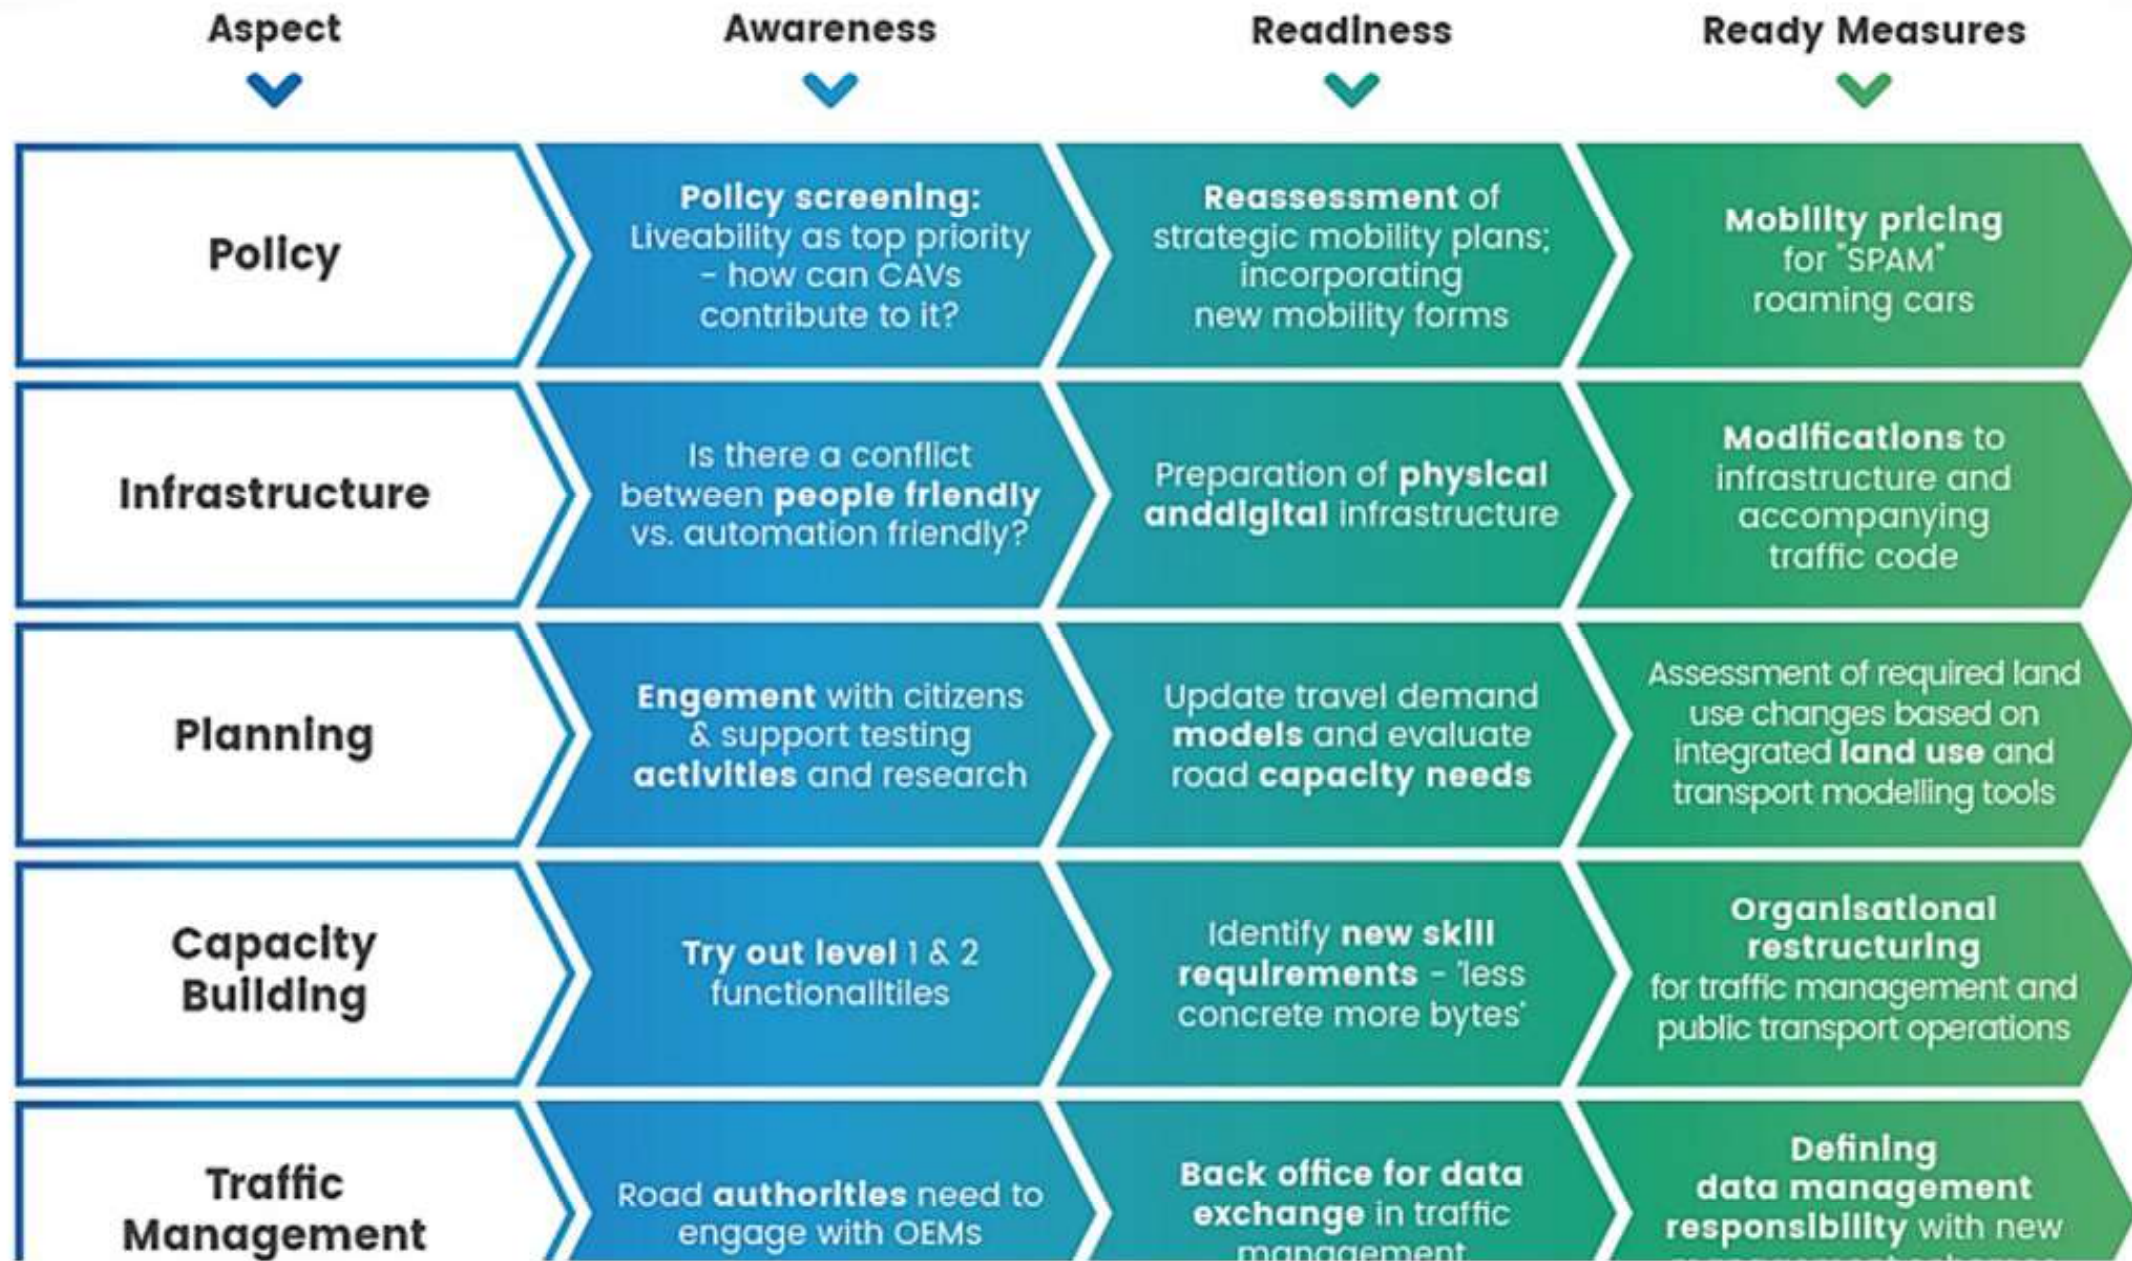 Aspect
Awareness
Readiness
Ready Measures
Policy
Policy screening:
Liveability as top priority
- how can CAVs
contribute to it?
Reassessment of
strategic mobility plans;
incorporating
new mobility forms
Mobility pricing
for "SPAM"
roaming cars
Infrastructure
Is there a conflict
between people friendly
vs. automation friendly?
Preparation of physical
anddigital infrastructure
Modifications to
infrastructure and
accompanying
traffic code
Planning
Engement with citizens
& support testing
activities and research
Update travel demand
models and evaluate
road capacity needs
Assessment of required land
use changes based on
integrated land use and
transport modelling tools
Capacity
Building
Try out level 1 & 2
functionalltiles
Identify new skill
requirements - 'less
concrete more bytes'
Organisational
restructuring
for traffic management and
public transport operations
Traffic
Management
Road authorities need to
engage with OEMs
Back office for data
exchange in traffic
management
Defining
data management
responsibility with new